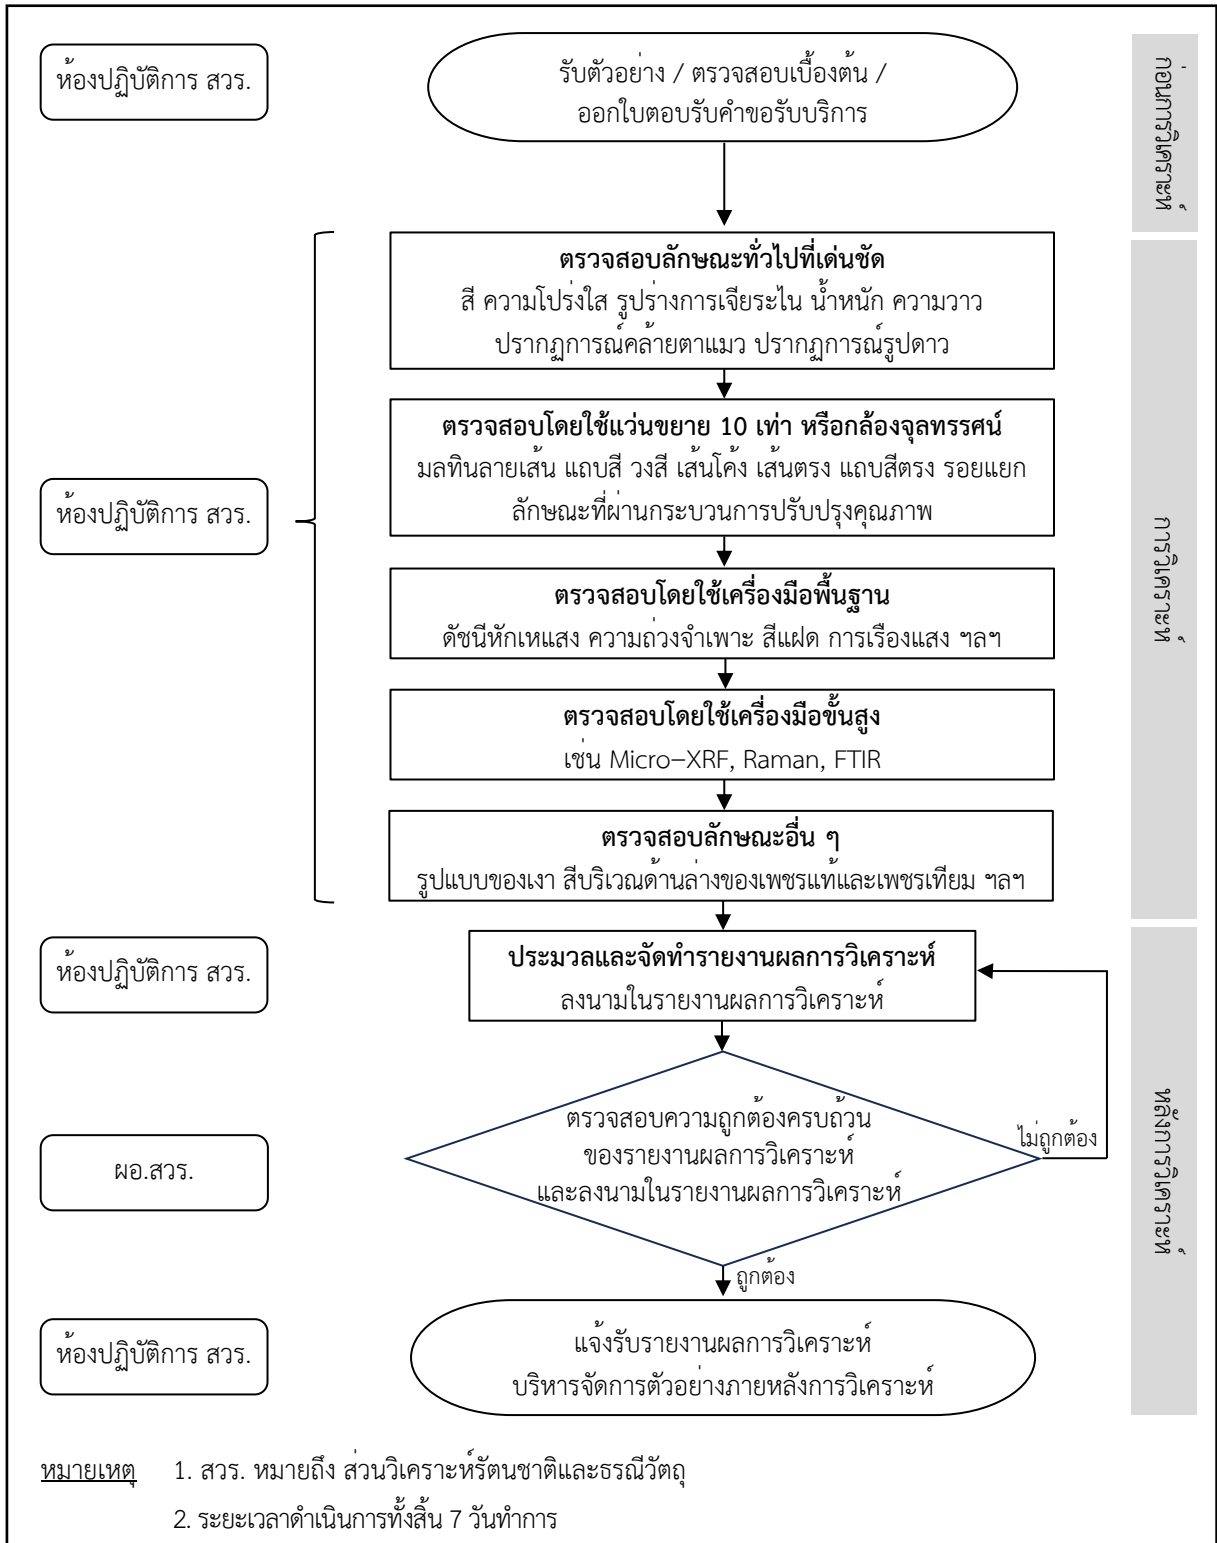 ห้องปฏิบัติการ สวร.
รับตัวอย่าง / ตรวจสอบเบื้องต้น /
ออกใบตอบรับคำขอรับบริการ
ก่อนการวิเคราะห์
ตรวจสอบลักษณะทั่วไปที่เด่นชัด
สี ความโปร่งใส รูปร่างการเจียระไน น้ำหนัก ความวาว
ปรากฏการณ์คล้ายตาแมว ปรากฏการณ์รูปดาว
ตรวจสอบโดยใช้แว่นขยาย 10 เท่า หรือกล้องจุลทรรศน์
มลทินลายเส้น แถบสี วงสี เส้นโค้ง เส้นตรง แถบสีตรง รอยแยก
ลักษณะที่ผ่านกระบวนการปรับปรุงคุณภาพ
ห้องปฏิบัติการ สวร.
ตรวจสอบโดยใช้เครื่องมือพื้นฐาน
ดัชนีหักเหแสง ความถ่วงจำเพาะ สีแฝด การเรืองแสง ฯลฯ
ตรวจสอบโดยใช้เครื่องมือขั้นสูง
เช่น Micro–XRF, Raman, FTIR
ตรวจสอบลักษณะอื่น ๆ
รูปแบบของเงา สีบริเวณด้านล่างของเพชรแท้และเพชรเทียม ฯลฯ
การวิเคราะห์
ห้องปฏิบัติการ สวร.
ประมวลและจัดทำรายงานผลการวิเคราะห์
ลงนามในรายงานผลการวิเคราะห์
ผอ.สวร.
ตรวจสอบความถูกต้องครบถ้วน
ของรายงานผลการวิเคราะห์
และลงนามในรายงานผลการวิเคราะห์
ไม่ถูกต้อง
ถูกต้อง
หลังการวิเคราะห์
ห้องปฏิบัติการ สวร.
แจ้งรับรายงานผลการวิเคราะห์
บริหารจัดการตัวอย่างภายหลังการวิเคราะห์
หมายเหตุ 1. สวร. หมายถึง ส่วนวิเคราะห์รัตนชาติและธรณีวัตถุ
2. ระยะเวลาดำเนินการทั้งสิ้น 7 วันทำการ